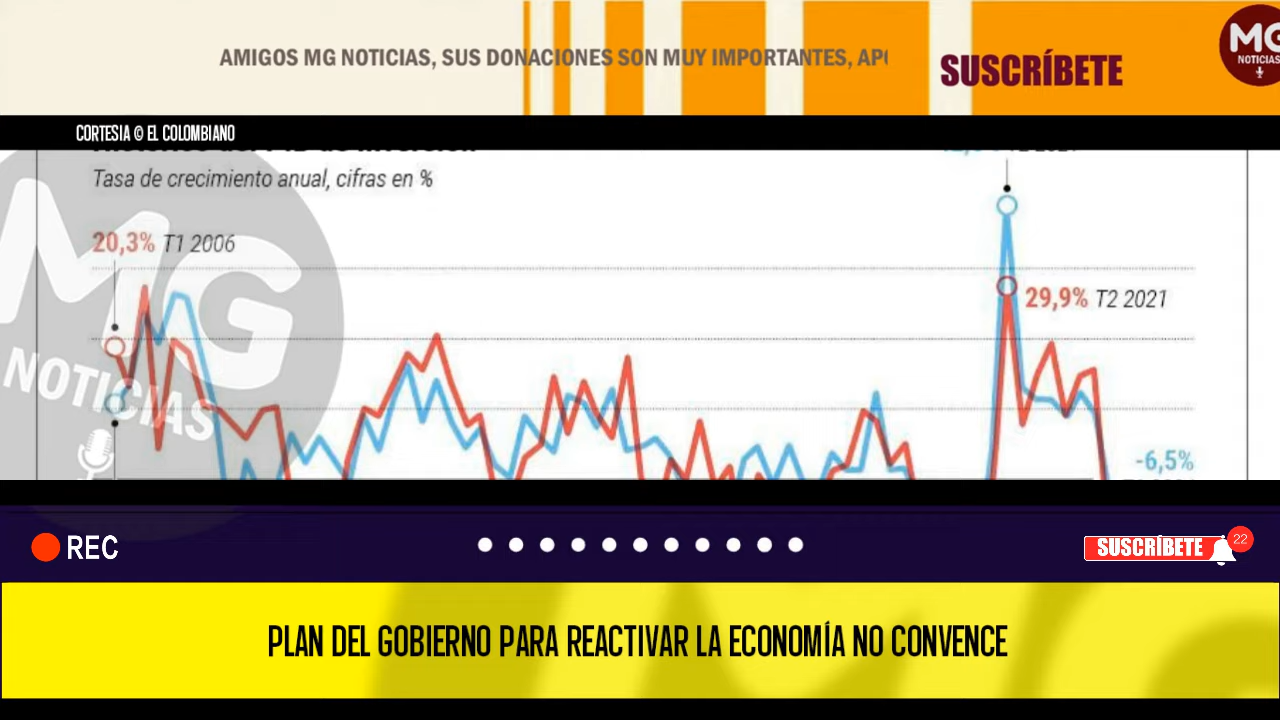 AMIGOS MG NOTICIAS, SUS DONACIONES SON MUY IMPORTANTES,
SUSCRÍBETE
MG
NOTICIAS
CORTESIA © EL COLOMBIANO
Tasa de crecimiento anual, cifras en %
20,3% T1 2006
29,9% T2 2021
-6,5%
MG
NOTICIAS
REC
SUSCRÍBETE
22
PLAN DEL GOBIERNO PARA REACTIVAR LA ECONOMÍA NO CONVENCE